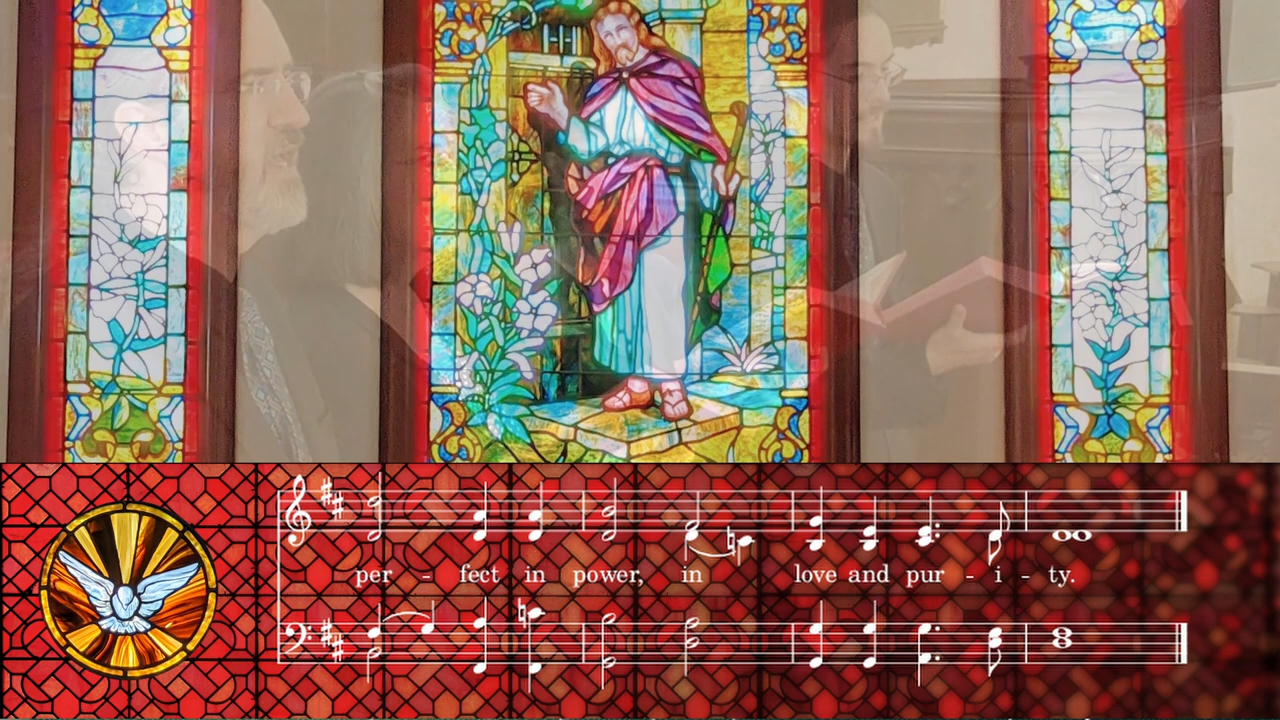 per - fect in power, in love and pur - i - ty.